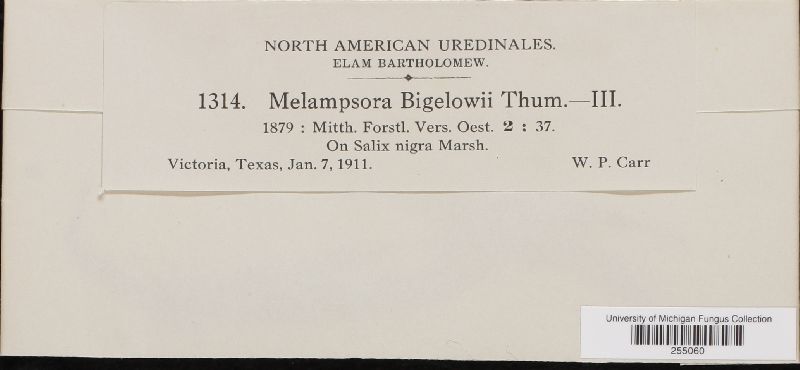 NORTH AMERICAN UREDINALES.
ELAM BARTHOLOMEW.
1314. Melampsora Bigelowii Thum.—III.
1879 : Mitth. Forstl. Vers. Oest. 2 : 37.
On Salix nigra Marsh.
Victoria, Texas, Jan. 7, 1911. W. P. Carr
University of Michigan Fungus Collection
255060